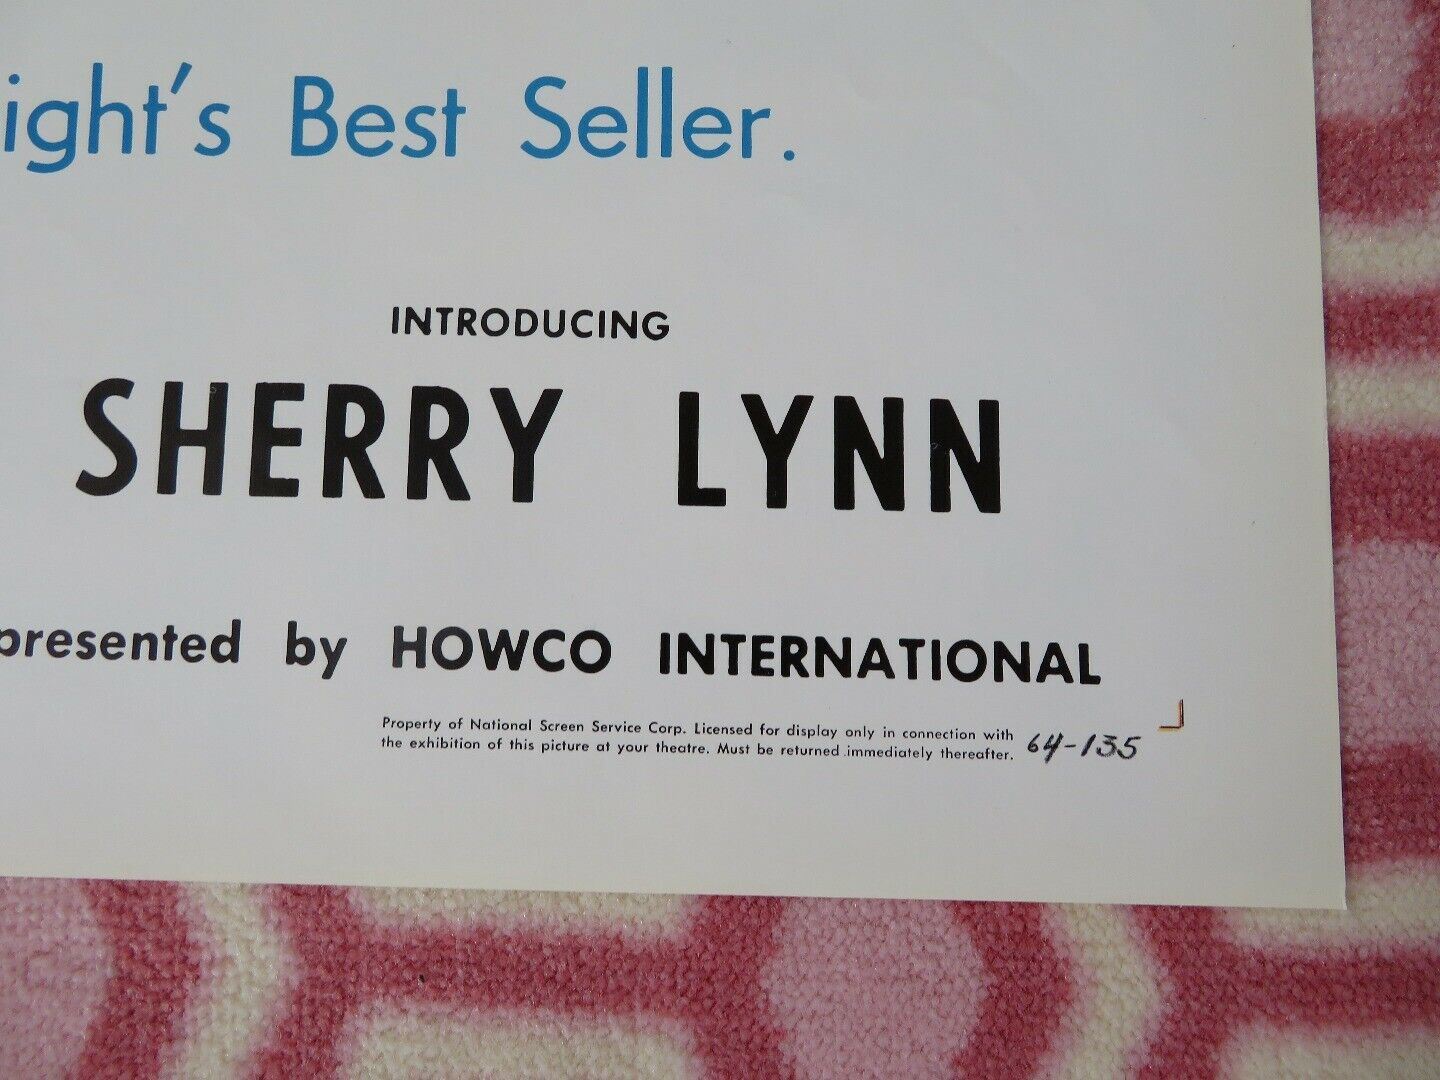 ight's Best Seller.
INTRODUCING
SHERRY LYNN
presented by HOWCO INTERNATIONAL
Property of National Screen Service Corp. Licensed for display only in connection with
the exhibition of this picture at your theatre. Must be returned immediately thereafter. 64-135